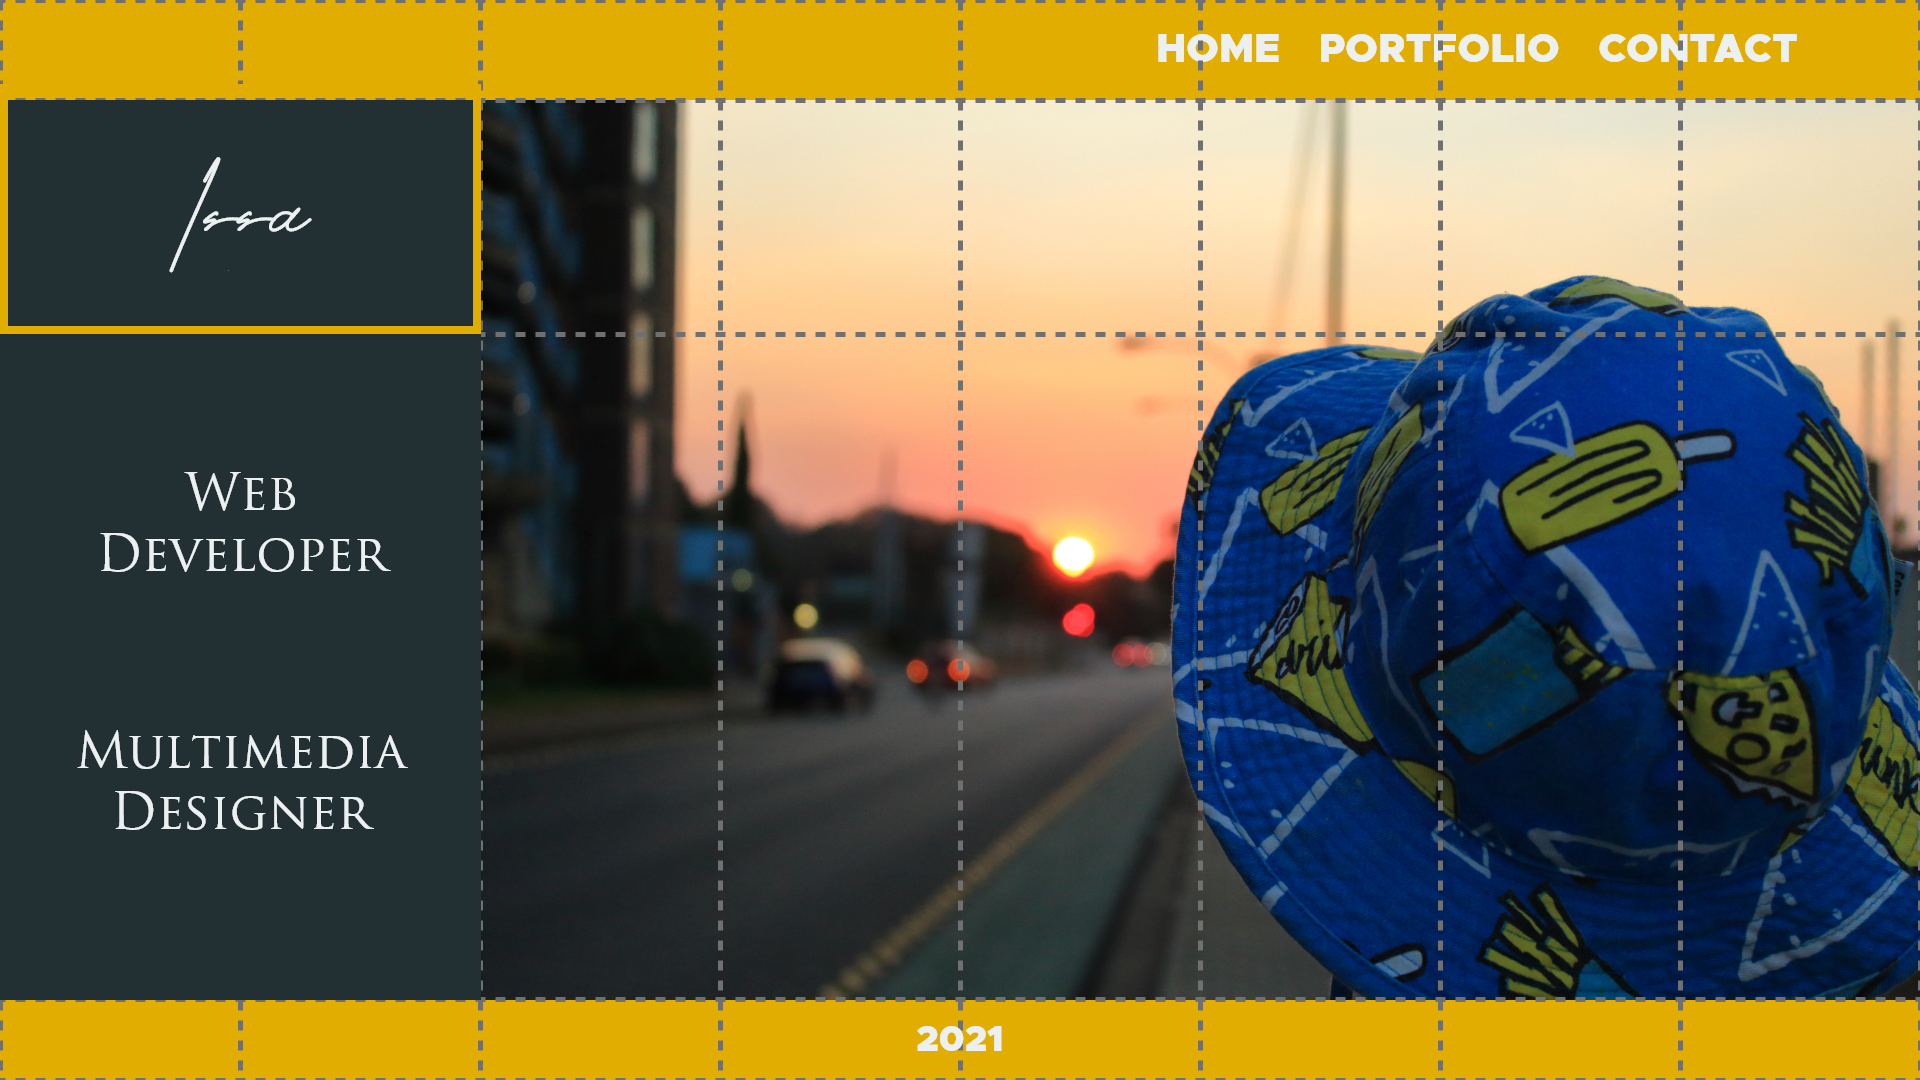 HOME PORTFOLIO CONTACT
Issa
WEB
DEVELOPER
MULTIMEDIA
DESIGNER
2021